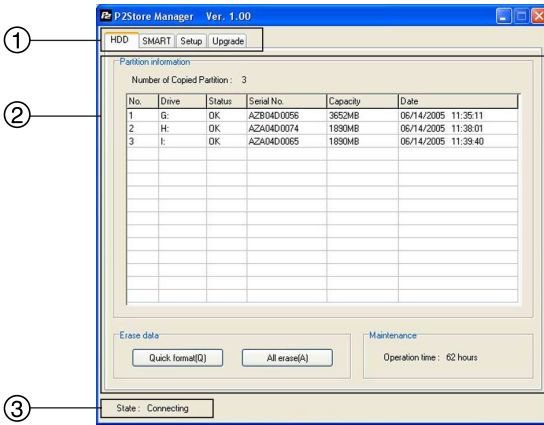 P2 P2Store Manager Ver. 1.00
1
HDD SMART Setup Upgrade
Partition information
Number of Copied Partition : 3
2
No. Drive Status Serial No. Capacity Date
1 G: OK AZB04D0056 3652MB 06/14/2005 11:35:11
2 H: OK AZA04D0074 1890MB 06/14/2005 11:38:01
3 I: OK AZA04D0065 1890MB 06/14/2005 11:39:40
Erase data Maintenance
Quick format(Q) All erase(A) Operation time : 62 hours
3
State : Connecting